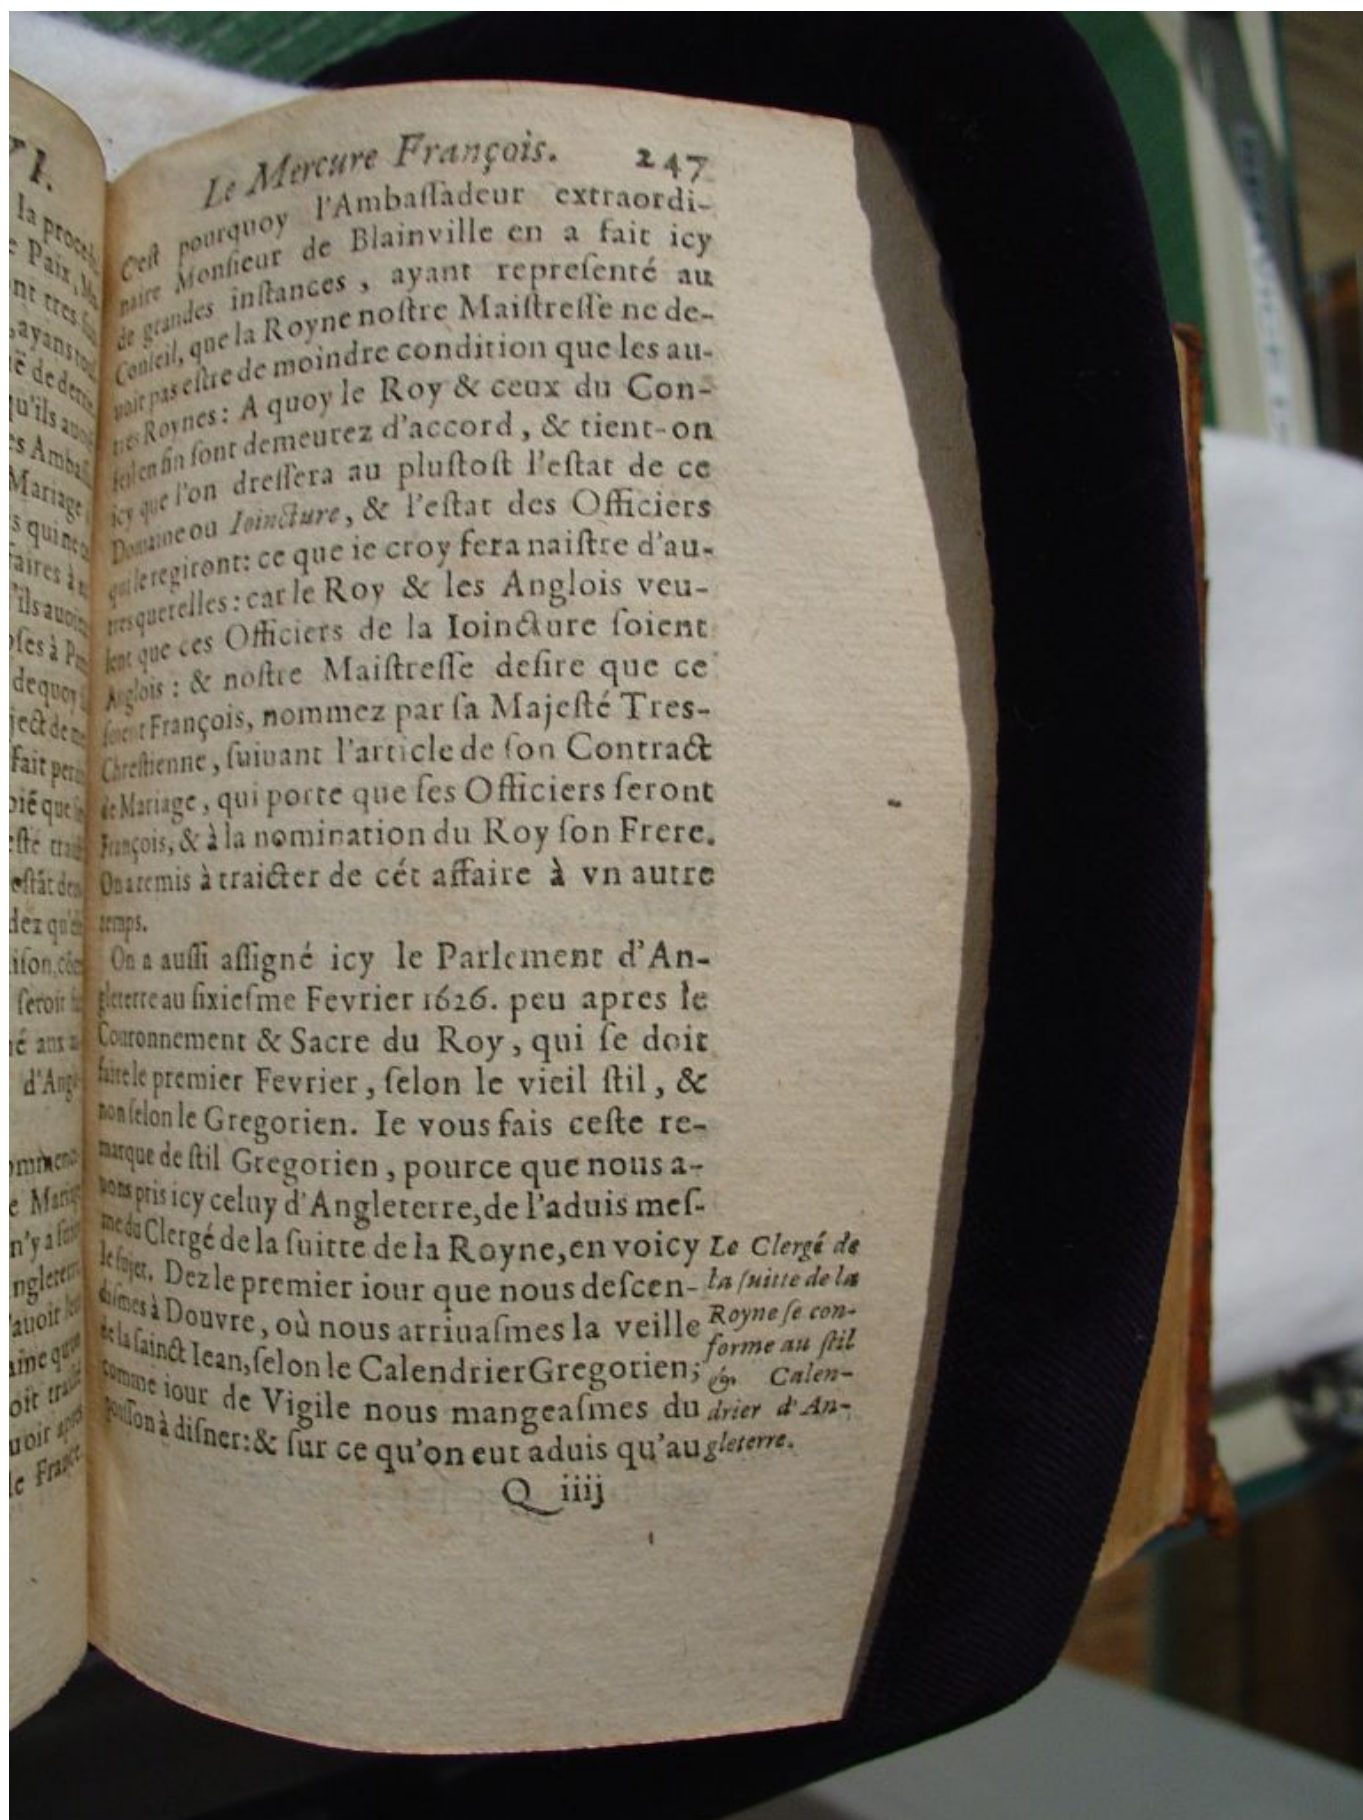 Le Mercure François. 247
C'eſt pourquoy l'Ambaſſadeur extraordi-
naire Monſieur de Blainville en a fait icy
de grandes inſtances, ayant repreſenté au
Conſeil, que la Royne noſtre Maiſtreſſe ne de-
voit pas eſtre de moindre condition que les au-
tres Roynes: A quoy le Roy & ceux du Con-
ſeil en fin ſont demeurez d'accord, & tient-on
icy que l'on dreſſera au pluſtoſt l'eſtat de ce
Domaine ou Ioincture, & l'eſtat des Officiers
qui le regiront: ce que ie croy fera naiſtre d'au-
tres querelles: car le Roy & les Anglois veu-
lent que ces Officiers de la Ioincture ſoient
Anglois: & noſtre Maiſtreſſe deſire que ce
ſoient François, nommez par ſa Majeſté Tres-
Chreſtienne, ſuiuant l'article de ſon Contract
de Mariage, qui porte que ſes Officiers ſeront
François, & à la nomination du Roy ſon Frere.
On a remis à traicter de cét affaire à vn autre
temps.
On a auſſi aſſigné icy le Parlement d'An-
gleterre au ſixieſme Fevrier 1626. peu apres le
Couronnement & Sacre du Roy, qui ſe doit
faire le premier Fevrier, ſelon le vieil ſtil, &
non ſelon le Gregorien. Ie vous fais ceſte re-
marque de ſtil Gregorien, pource que nous a-
uons pris icy celuy d'Angleterre, de l'aduis meſ-
me du Clergé de la ſuitte de la Royne, en voicy
le ſujet. Dez le premier iour que nous deſcen-
diſmes à Douvre, où nous arriuaſmes la veille
de la ſainct Iean, ſelon le Calendrier Gregorien;
comme iour de Vigile nous mangeaſmes du
poiſſon à diſner: & ſur ce qu'on eut aduis qu'au
Le Clergé de
la ſuitte de la
Royne ſe con-
forme au ſtil
& Calen-
drier d'An-
gleterre.
Q iiij